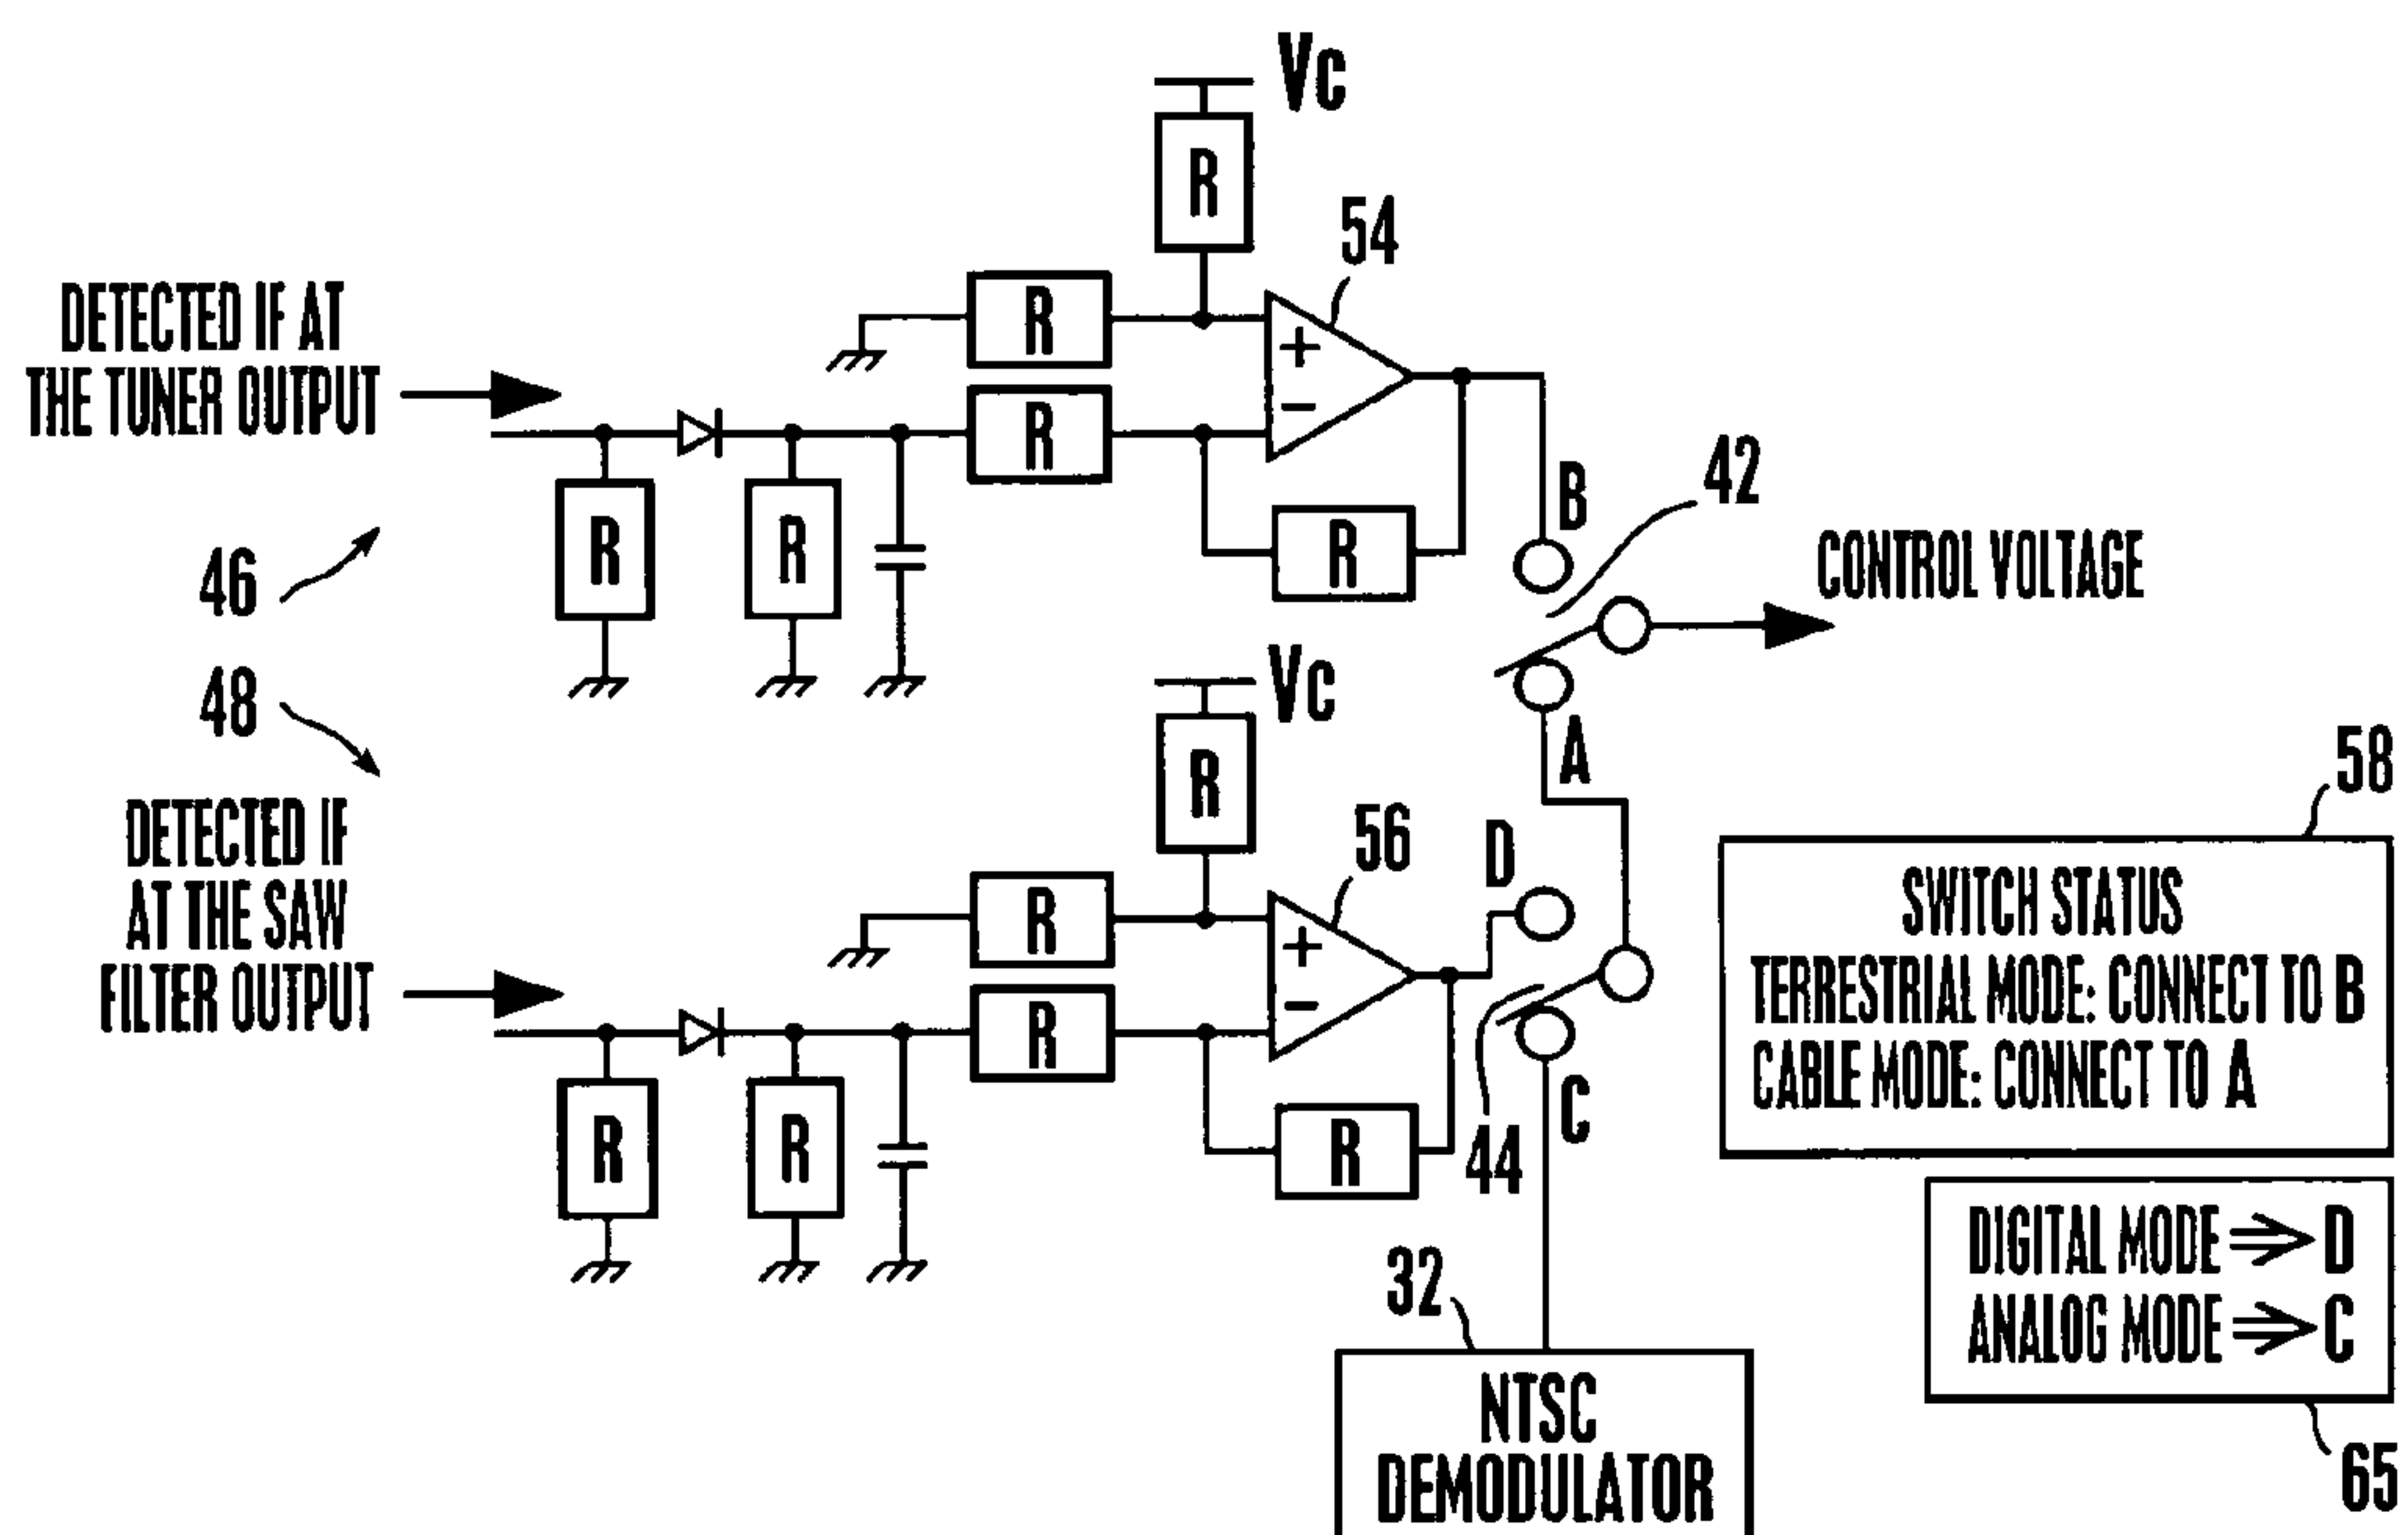 Vc
R
54
DETECTED IF AT
THE TUNER OUTPUT
R
+
R
−
B
42
R
R
R
CONTROL VOLTAGE
46
48
Vc
A
R
58
DETECTED IF
AT THE SAW
FILTER OUTPUT
56
D
R
+
R
−
SWITCH STATUS
TERRESTRIAL MODE: CONNECT TO B
CABLE MODE: CONNECT TO A
R
R
R
44
C
32
DIGITAL MODE ⇒ D
ANALOG MODE ⇒ C
65
NTSC
DEMODULATOR